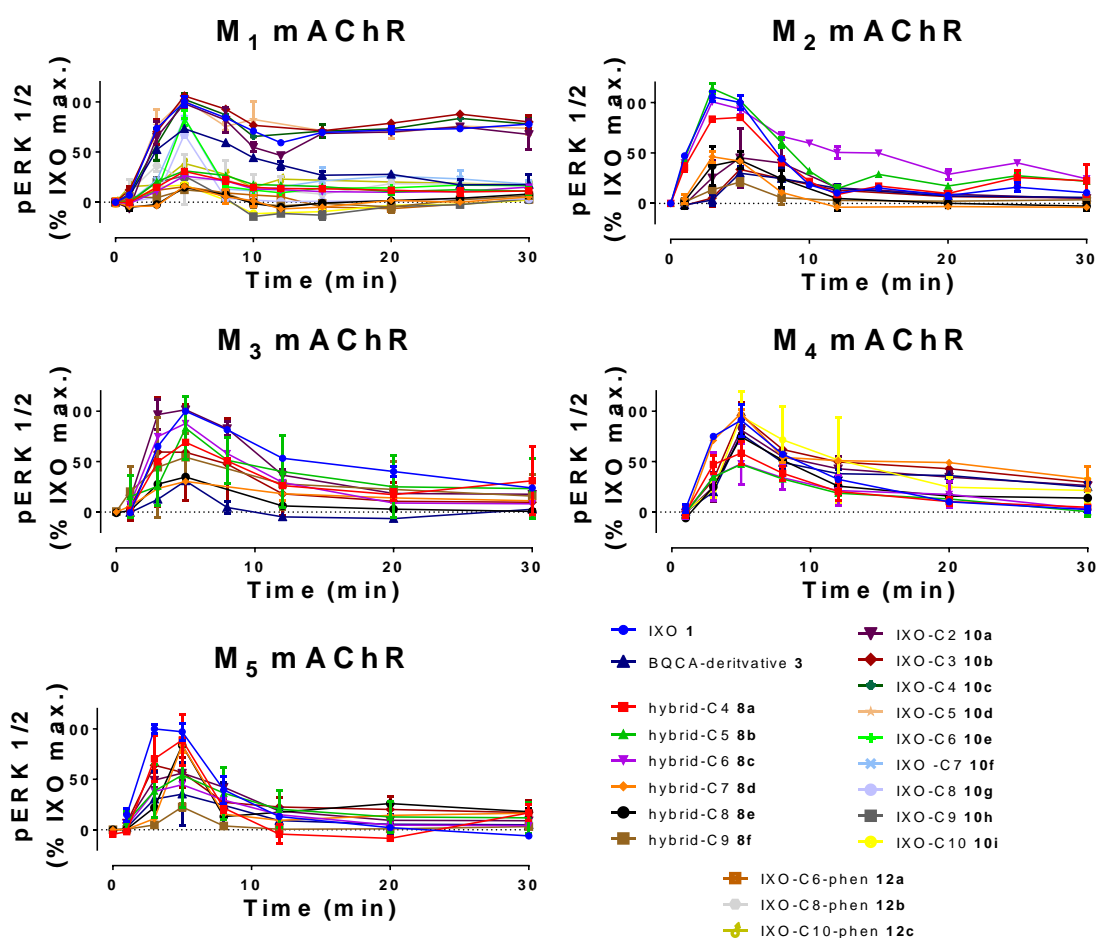 M1 mAChR
pERK 1/2
(% IXO max.)
100
50
0
0 10 20 30
Time (min)
M2 mAChR
pERK 1/2
(% IXO max.)
100
50
0
0 10 20 30
Time (min)
M3 mAChR
pERK 1/2
(% IXO max.)
100
50
0
0 10 20 30
Time (min)
M4 mAChR
pERK 1/2
(% IXO max.)
100
50
0
0 10 20 30
Time (min)
M5 mAChR
pERK 1/2
(% IXO max.)
100
50
0
0 10 20 30
Time (min)
IXO 1
BQCA-deritvative 3
hybrid-C4 8a
hybrid-C5 8b
hybrid-C6 8c
hybrid-C7 8d
hybrid-C8 8e
hybrid-C9 8f
IXO-C2 10a
IXO-C3 10b
IXO-C4 10c
IXO-C5 10d
IXO-C6 10e
IXO -C7 10f
IXO-C8 10g
IXO-C9 10h
IXO-C10 10i
IXO-C6-phen 12a
IXO-C8-phen 12b
IXO-C10-phen 12c